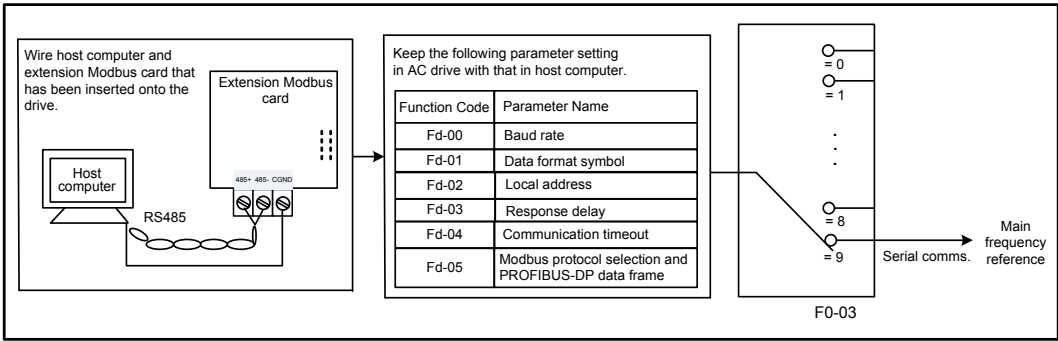 Wire host computer and
extension Modbus card that
has been inserted onto the
drive.
Extension Modbus
card
485+ 485- CGND
Host
computer
RS485
Keep the following parameter setting
in AC drive with that in host computer.
Function Code Parameter Name
Fd-00 Baud rate
Fd-01 Data format symbol
Fd-02 Local address
Fd-03 Response delay
Fd-04 Communication timeout
Fd-05 Modbus protocol selection and
PROFIBUS-DP data frame
= 0
= 1
= 8
= 9
F0-03
Serial comms.
Main
frequency
reference